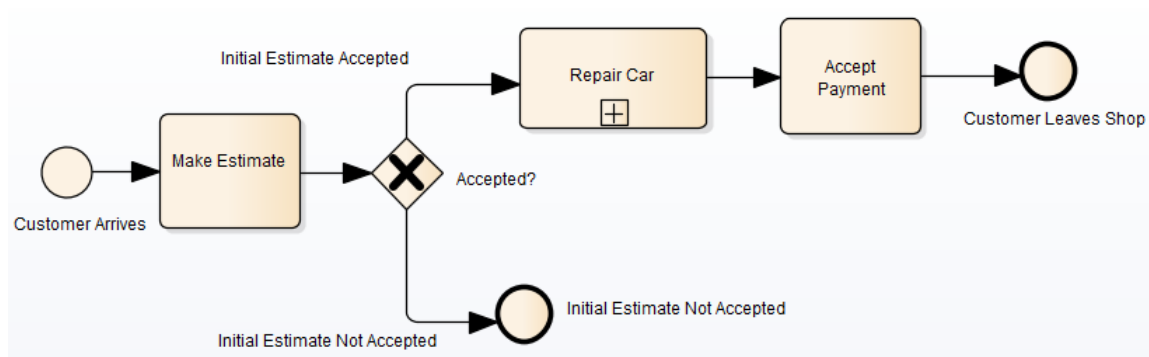 Initial Estimate Accepted
Repair Car
Accept
Payment
Customer Leaves Shop
Make Estimate
Accepted?
Customer Arrives
Initial Estimate Not Accepted
Initial Estimate Not Accepted